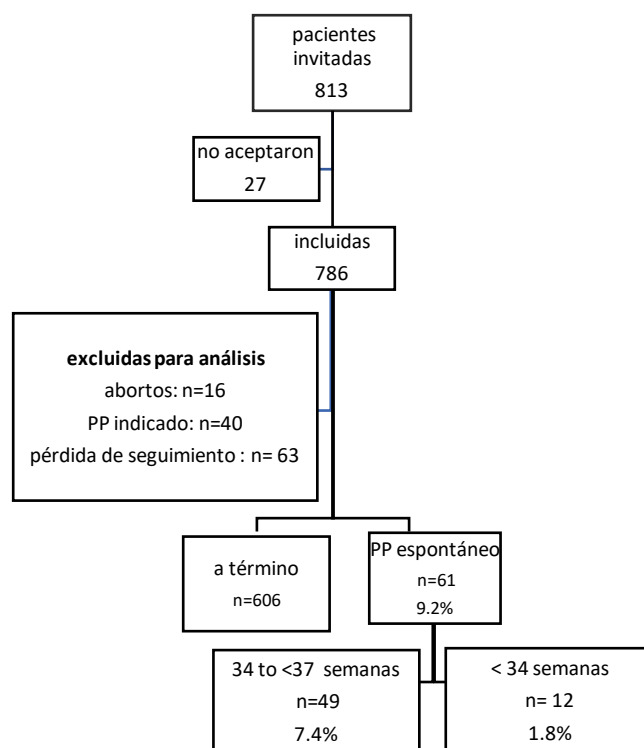 pacientes
invitadas
813
no aceptaron
27
incluidas
786
excluidas para análisis
abortos: n=16
PP indicado: n=40
pérdida de seguimiento : n= 63
a término
n=606
PP espontáneo
n=61
9.2%
34 to <37 semanas
n=49
7.4%
< 34 semanas
n= 12
1.8%